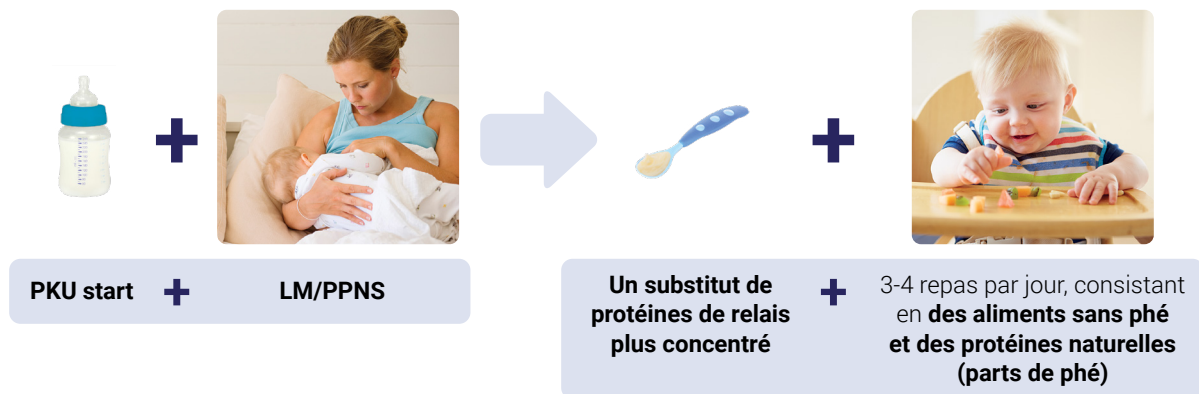 PKU start + LM/PPNS
Un substitut de
protéines de relais
plus concentré
+
3-4 repas par jour, consistant
en des aliments sans phé
et des protéines naturelles
(parts de phé)